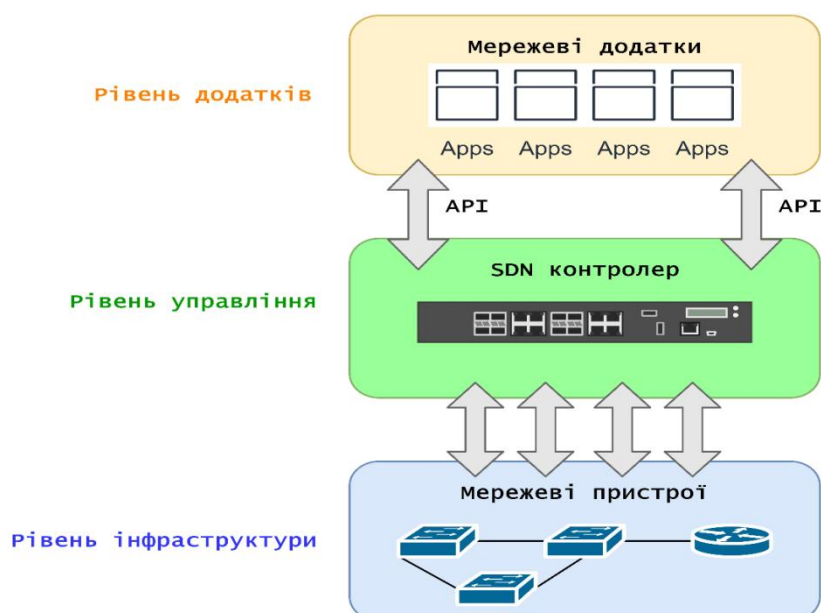 Мережеві додатки
Рівень додатків
Apps Apps Apps Apps
API API
SDN контролер
Рівень управління
Мережеві пристрої
Рівень інфраструктури